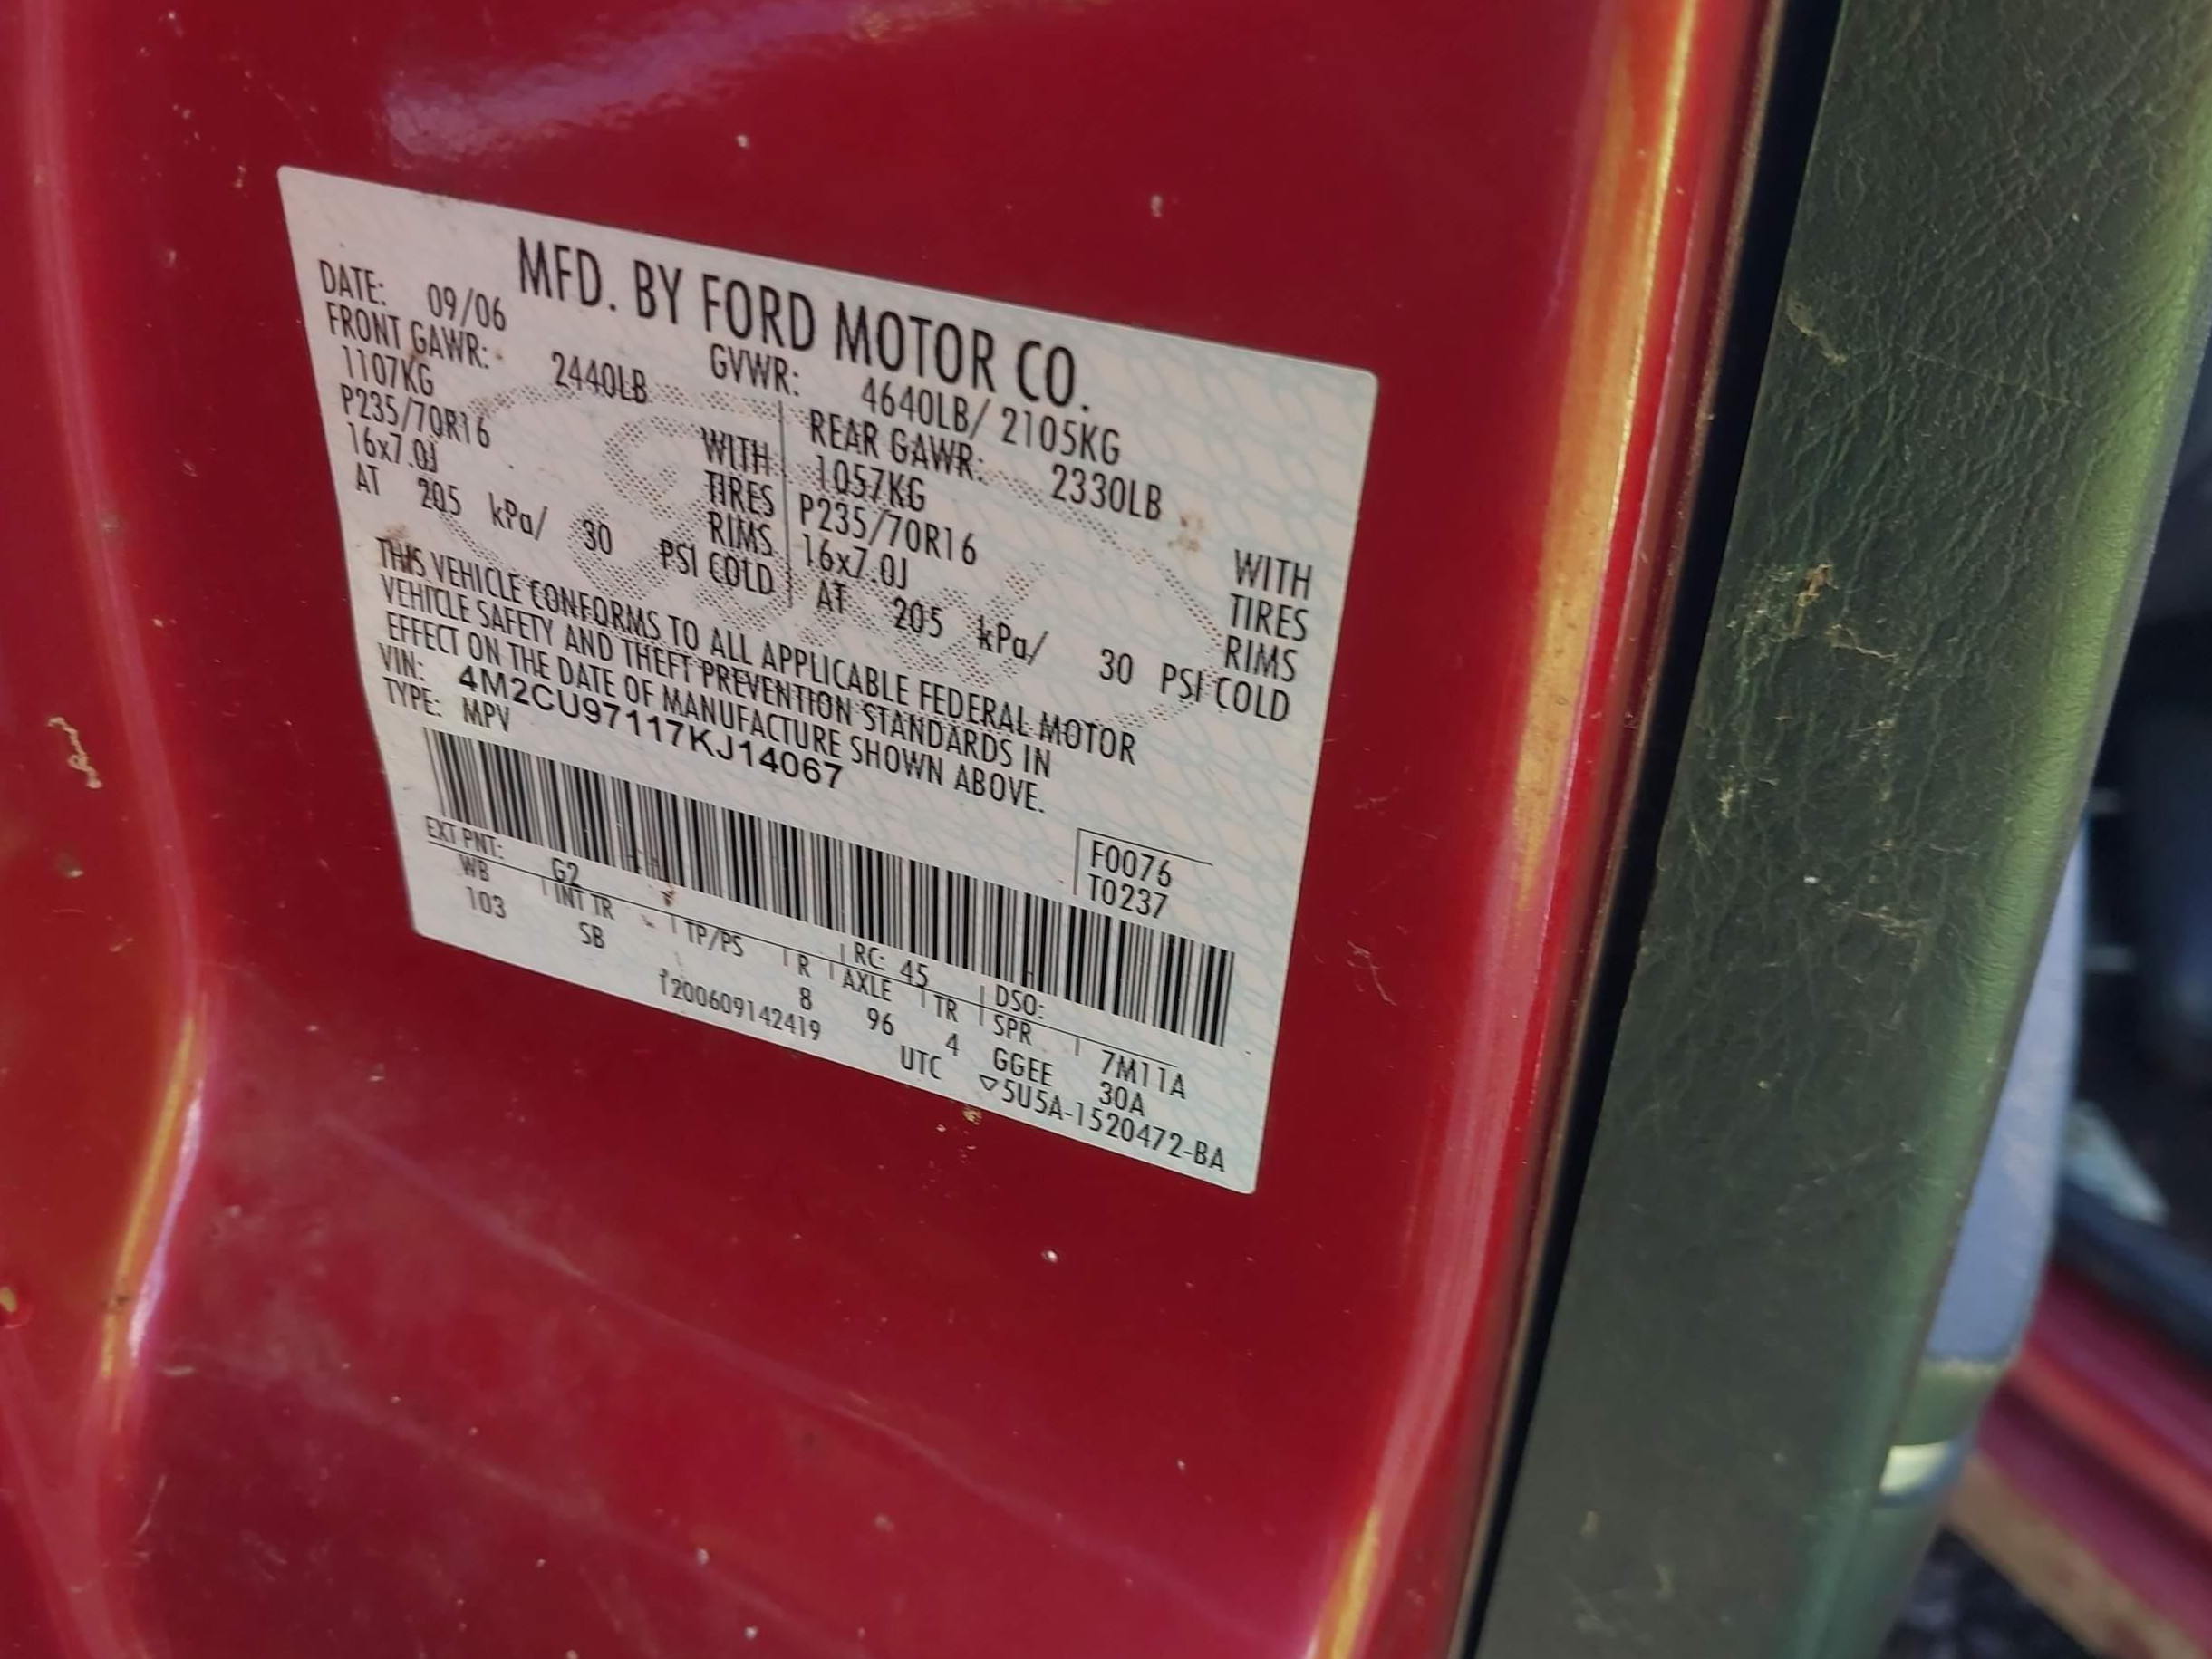 MFD. BY FORD MOTOR CO.
DATE: 09/06 GVWR: 4640LB/ 2105KG
FRONT GAWR: 2440LB REAR GAWR: 2330LB
1107KG WITH 1057KG WITH
P235/70R16 TIRES P235/70R16 TIRES
16x7.0J RIMS 16x7.0J RIMS
AT 205 kPa/ 30 PSI COLD AT 205 kPa/ 30 PSI COLD
THIS VEHICLE CONFORMS TO ALL APPLICABLE FEDERAL MOTOR
VEHICLE SAFETY AND THEFT PREVENTION STANDARDS IN
EFFECT ON THE DATE OF MANUFACTURE SHOWN ABOVE.
VIN: 4M2CU97117KJ14067
TYPE: MPV
F0076
T0237
EXT PNT: G2 RC: 45 DSO:
WB INT TR TP/PS R AXLE TR SPR 7M11A
103 SB 8 96 4 GGEE 30A
↑200609142419 UTC ▽5U5A-1520472-BA